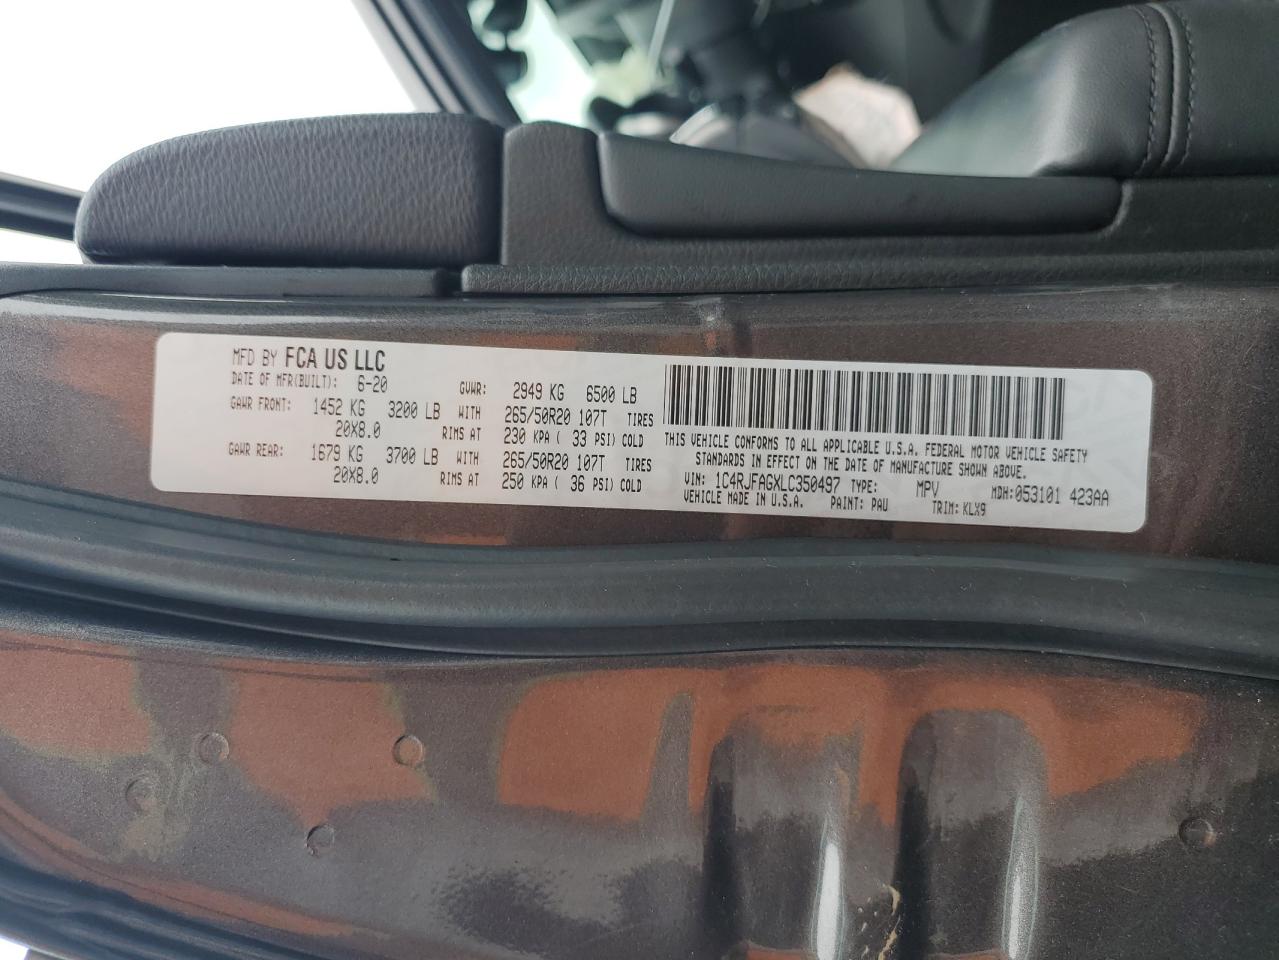 MFD BY FCA US LLC
DATE OF MFR(BUILT): 6-20 GVWR: 2949 KG 6500 LB
GAWR FRONT: 1452 KG 3200 LB WITH 265/50R20 107T TIRES
20X8.0 RIMS AT 230 KPA ( 33 PSI) COLD
GAWR REAR: 1679 KG 3700 LB WITH 265/50R20 107T TIRES
20X8.0 RIMS AT 250 KPA ( 36 PSI) COLD
THIS VEHICLE CONFORMS TO ALL APPLICABLE U.S.A. FEDERAL MOTOR VEHICLE SAFETY
STANDARDS IN EFFECT ON THE DATE OF MANUFACTURE SHOWN ABOVE.
VIN: 1C4RJFAGXLC350497 TYPE: MPV MDH:053101 423AA
VEHICLE MADE IN U.S.A. PAINT: PAU TRIM:KLX9